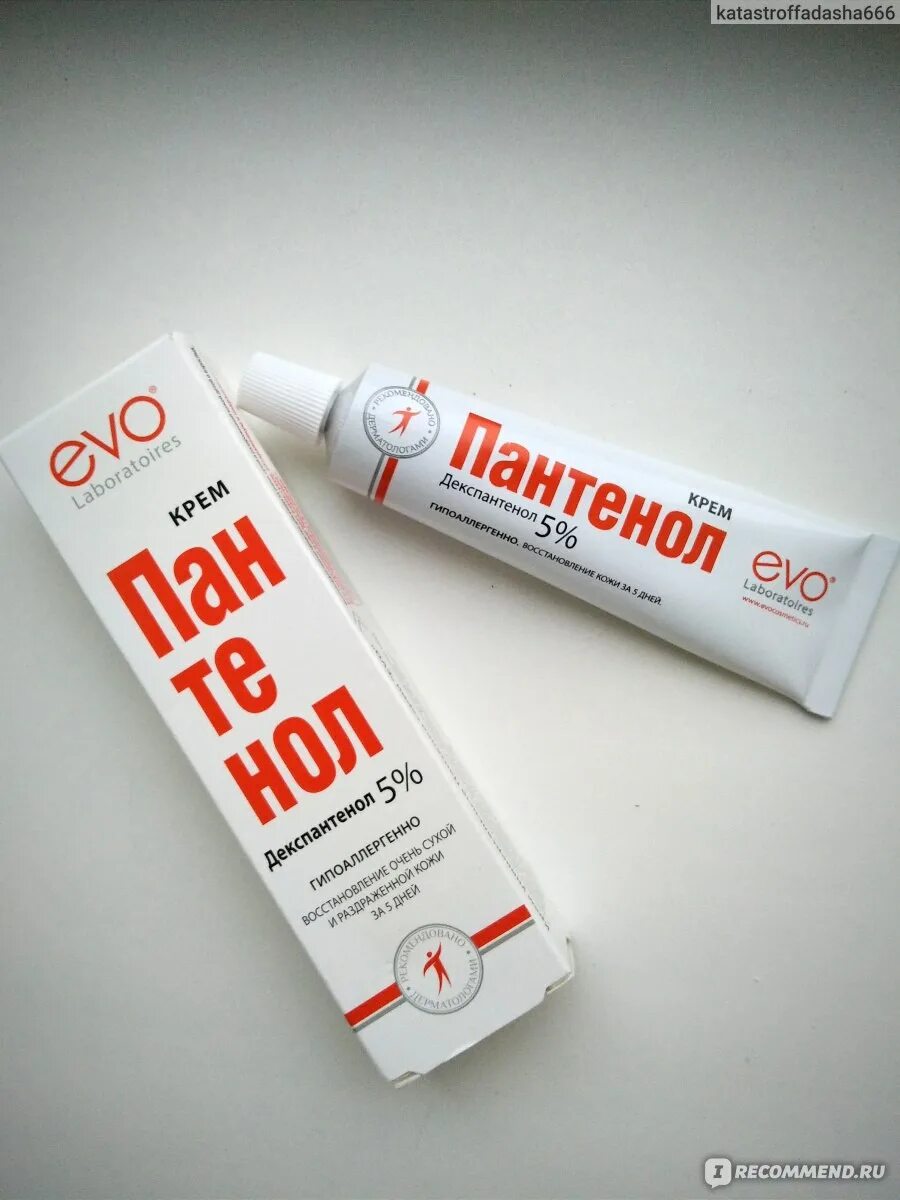 katastroffadasha666
evo®
Laboratoires
КРЕМ
Пан
те
нол
Декспантенол 5%
ГИПОАЛЛЕРГЕННО
ВОССТАНОВЛЕНИЕ ОЧЕНЬ СУХОЙ
И РАЗДРАЖЕННОЙ КОЖИ
ЗА 5 ДНЕЙ
РЕКОМЕНДОВАНО
ДЕРМАТОЛОГАМИ
РЕКОМЕНДОВАНО
ДЕРМАТОЛОГАМИ
КРЕМ
Пантенол
Декспантенол 5%
ГИПОАЛЛЕРГЕННО. ВОССТАНОВЛЕНИЕ КОЖИ ЗА 5 ДНЕЙ.
evo®
Laboratoires
www.evocosmetics.ru
IRECOMMEND.RU